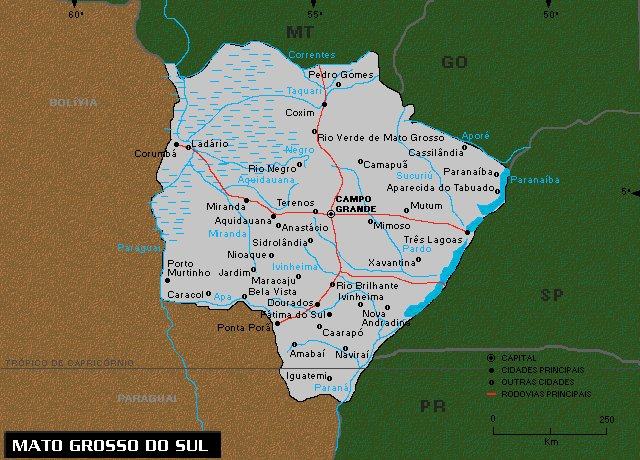 60°
55°
50°
MT
GO
BOLÍVIA
Correntes
Pedro Gomes
Taquari
Coxim
Rio Verde de Mato Grosso
Aporé
Cassilândia
Ladário
Corumbá
Negro
Rio Negro
Camapuã
Sucuriú
Paranaíba
Paranaíba
Aquidauana
Aparecida do Tabuado
5°
Miranda
Terenos
CAMPO
GRANDE
Mutum
Aquidauana
Anastácio
Mimoso
Miranda
Sidrolândia
Três Lagoas
Paraguai
Pardo
Nioaque
Xavantina
Porto
Murtinho
Jardim
Ivinheima
Maracaju
Rio Brilhante
Caracol
Apa
Bela Vista
Ivinheima
SP
Dourados
Fátima do Sul
Nova
Andradina
Ponta Porã
Caarapó
Amabaí
Naviraí
TRÓPICO DE CAPRICÓRNIO
Iguatemi
Paraná
PARAGUAI
PR
CAPITAL
CIDADES PRINCIPAIS
OUTRAS CIDADES
RODOVIAS PRINCIPAIS
0
250
Km
MATO GROSSO DO SUL